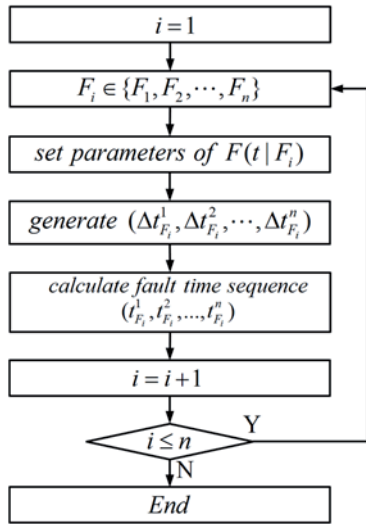 i = 1
F_i ∈ {F_1, F_2, ⋯, F_n}
set parameters of F(t | F_i)
generate (Δt_{F_i}^1, Δt_{F_i}^2, ⋯, Δt_{F_i}^n)
calculate fault time sequence
(t_{F_i}^1, t_{F_i}^2, ..., t_{F_i}^n)
i = i + 1
i ≤ n
Y
N
End